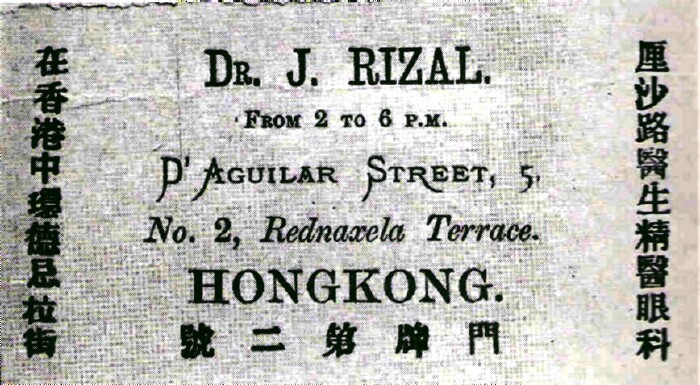 DR. J. RIZAL.
FROM 2 TO 6 P.M.
D'AGUILAR STREET, 5,
No. 2, Rednaxela Terrace.
HONGKONG.
厘沙路醫生精醫眼科
在香港中環德忌拉街
門牌第二號